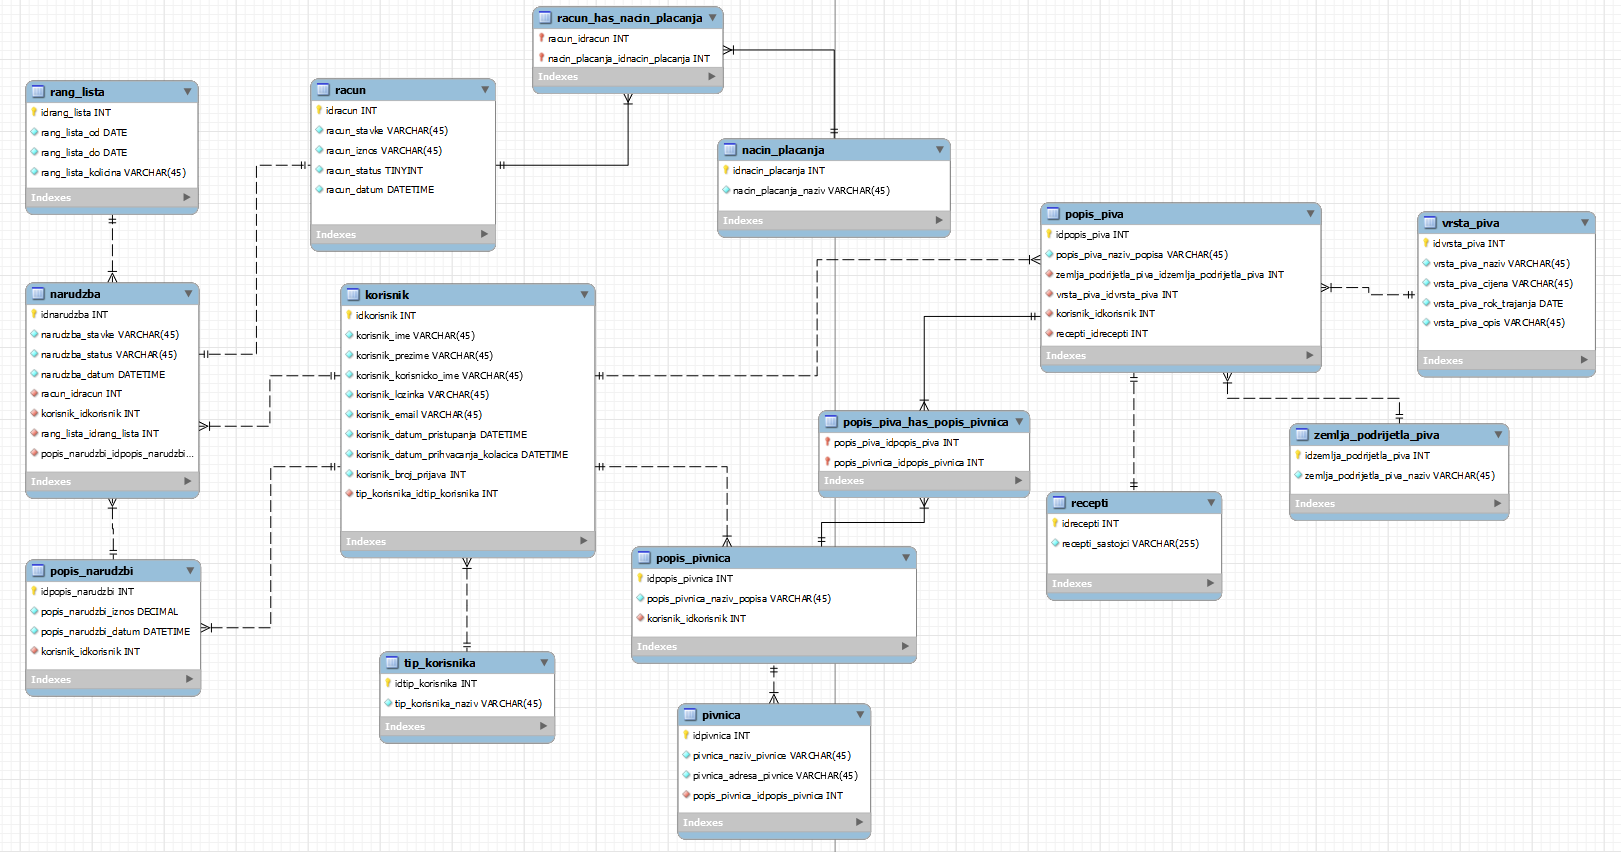 racun_has_nacin_placanja
racun_idracun INT
nacin_placanja_idnacin_placanja INT
Indexes
rang_lista
idrang_lista INT
rang_lista_od DATE
rang_lista_do DATE
rang_lista_kolicina VARCHAR(45)
Indexes
racun
idracun INT
racun_stavke VARCHAR(45)
racun_iznos VARCHAR(45)
racun_status TINYINT
racun_datum DATETIME
Indexes
nacin_placanja
idnacin_placanja INT
nacin_placanja_naziv VARCHAR(45)
Indexes
popis_piva
idpopis_piva INT
popis_piva_naziv_popisa VARCHAR(45)
zemlja_podrijetla_piva_idzemlja_podrijetla_piva INT
vrsta_piva_idvrsta_piva INT
korisnik_idkorisnik INT
recepti_idrecepti INT
Indexes
vrsta_piva
idvrsta_piva INT
vrsta_piva_naziv VARCHAR(45)
vrsta_piva_cijena VARCHAR(45)
vrsta_piva_rok_trajanja DATE
vrsta_piva_opis VARCHAR(45)
Indexes
narudzba
idnarudzba INT
narudzba_stavke VARCHAR(45)
narudzba_status VARCHAR(45)
narudzba_datum DATETIME
racun_idracun INT
korisnik_idkorisnik INT
rang_lista_idrang_lista INT
popis_narudzbi_idpopis_narudzbi...
Indexes
korisnik
idkorisnik INT
korisnik_ime VARCHAR(45)
korisnik_prezime VARCHAR(45)
korisnik_korisnicko_ime VARCHAR(45)
korisnik_lozinka VARCHAR(45)
korisnik_email VARCHAR(45)
korisnik_datum_pristupanja DATETIME
korisnik_datum_prihvacanja_kolacica DATETIME
korisnik_broj_prijava INT
tip_korisnika_idtip_korisnika INT
Indexes
popis_piva_has_popis_pivnica
popis_piva_idpopis_piva INT
popis_pivnica_idpopis_pivnica INT
Indexes
zemlja_podrijetla_piva
idzemlja_podrijetla_piva INT
zemlja_podrijetla_piva_naziv VARCHAR(45)
Indexes
recepti
idrecepti INT
recepti_sastojci VARCHAR(255)
Indexes
popis_narudzbi
idpopis_narudzbi INT
popis_narudzbi_iznos DECIMAL
popis_narudzbi_datum DATETIME
korisnik_idkorisnik INT
Indexes
popis_pivnica
idpopis_pivnica INT
popis_pivnica_naziv_popisa VARCHAR(45)
korisnik_idkorisnik INT
Indexes
tip_korisnika
idtip_korisnika INT
tip_korisnika_naziv VARCHAR(45)
Indexes
pivnica
idpivnica INT
pivnica_naziv_pivnice VARCHAR(45)
pivnica_adresa_pivnice VARCHAR(45)
popis_pivnica_idpopis_pivnica INT
Indexes